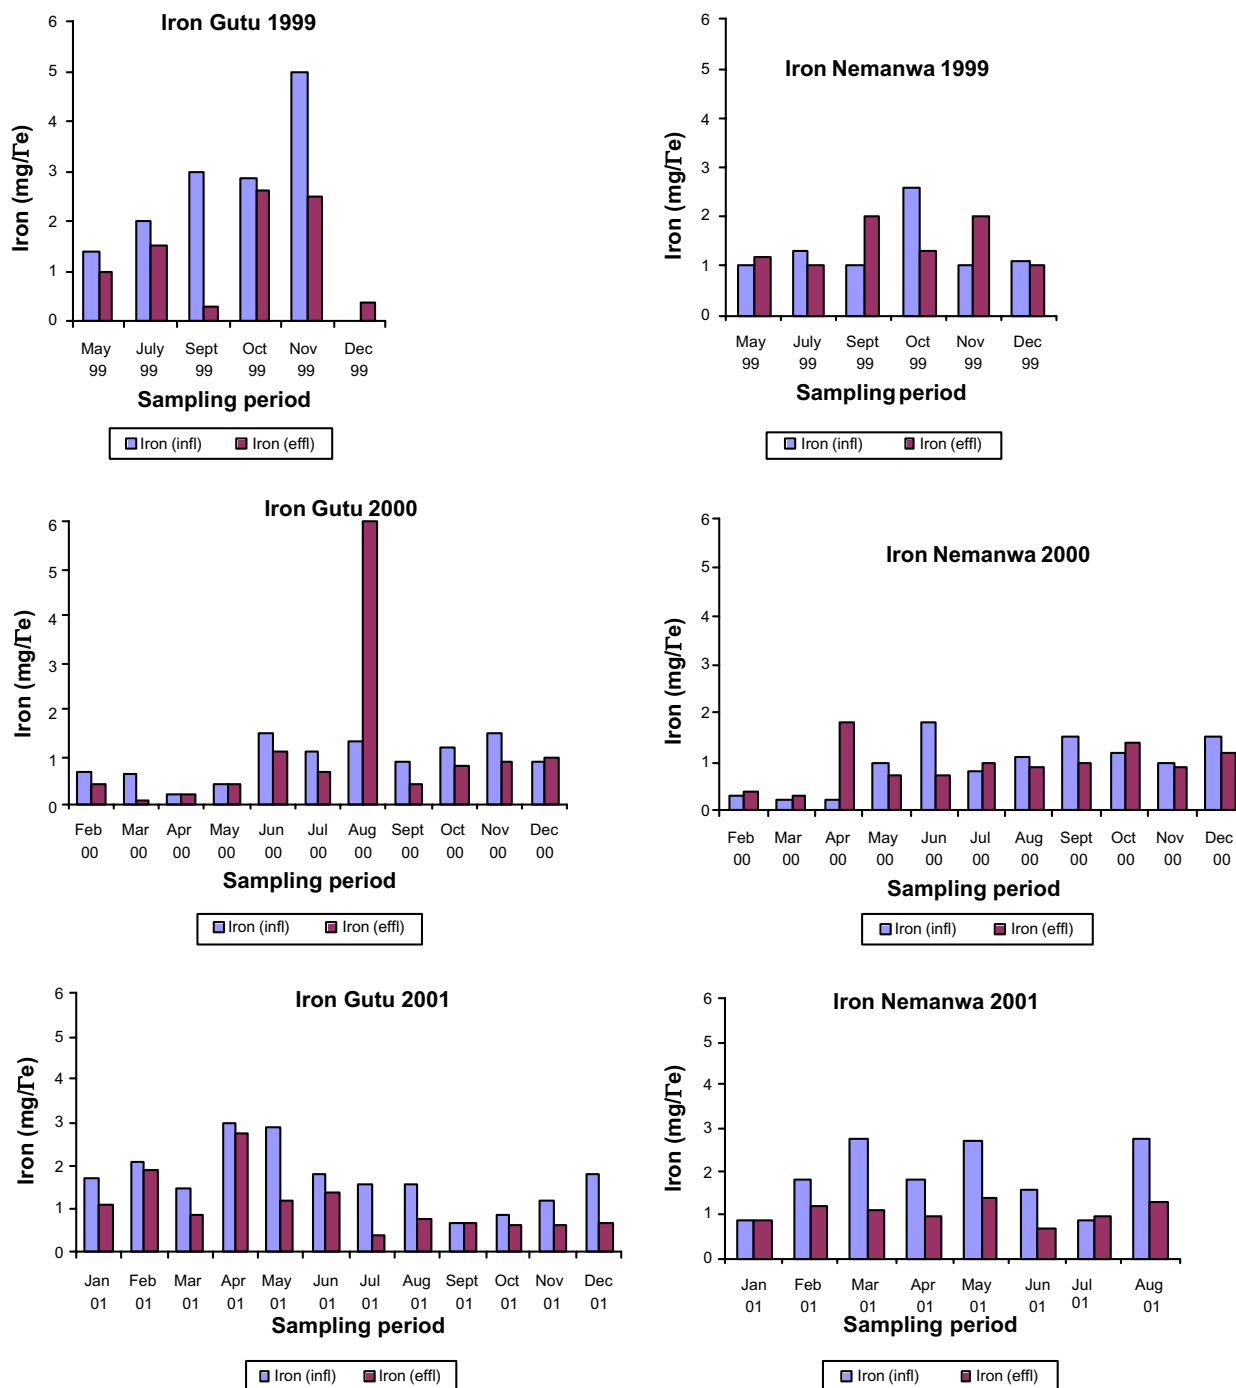 Iron Gutu 1999
6
5
4
3
2
1
0
Iron (mg/Γe)
May July Sept Oct Nov Dec
99 99 99 99 99 99
Sampling period
Iron (infl) Iron (effl)
Iron Nemanwa 1999
6
5
4
3
2
1
0
Iron (mg/Γe)
May July Sept Oct Nov Dec
99 99 99 99 99 99
Sampling period
Iron (infl) Iron (effl)
Iron Gutu 2000
6
5
4
3
2
1
0
Iron (mg/Γe)
Feb Mar Apr May Jun Jul Aug Sept Oct Nov Dec
00 00 00 00 00 00 00 00 00 00 00
Sampling period
Iron (infl) Iron (effl)
Iron Nemanwa 2000
6
5
4
3
2
1
0
Iron (mg/Γe)
Feb Mar Apr May Jun Jul Aug Sept Oct Nov Dec
00 00 00 00 00 00 00 00 00 00 00
Sampling period
Iron (infl) Iron (effl)
Iron Gutu 2001
6
5
4
3
2
1
0
Iron (mg/Γe)
Jan Feb Mar Apr May Jun Jul Aug Sept Oct Nov Dec
01 01 01 01 01 01 01 01 01 01 01 01
Sampling period
Iron (infl) Iron (effl)
Iron Nemanwa 2001
6
5
4
3
2
1
0
Iron (mg/Γe)
Jan Feb Mar Apr May Jun Jul Aug
01 01 01 01 01 01 01 01
Sampling period
Iron (infl) Iron (effl)